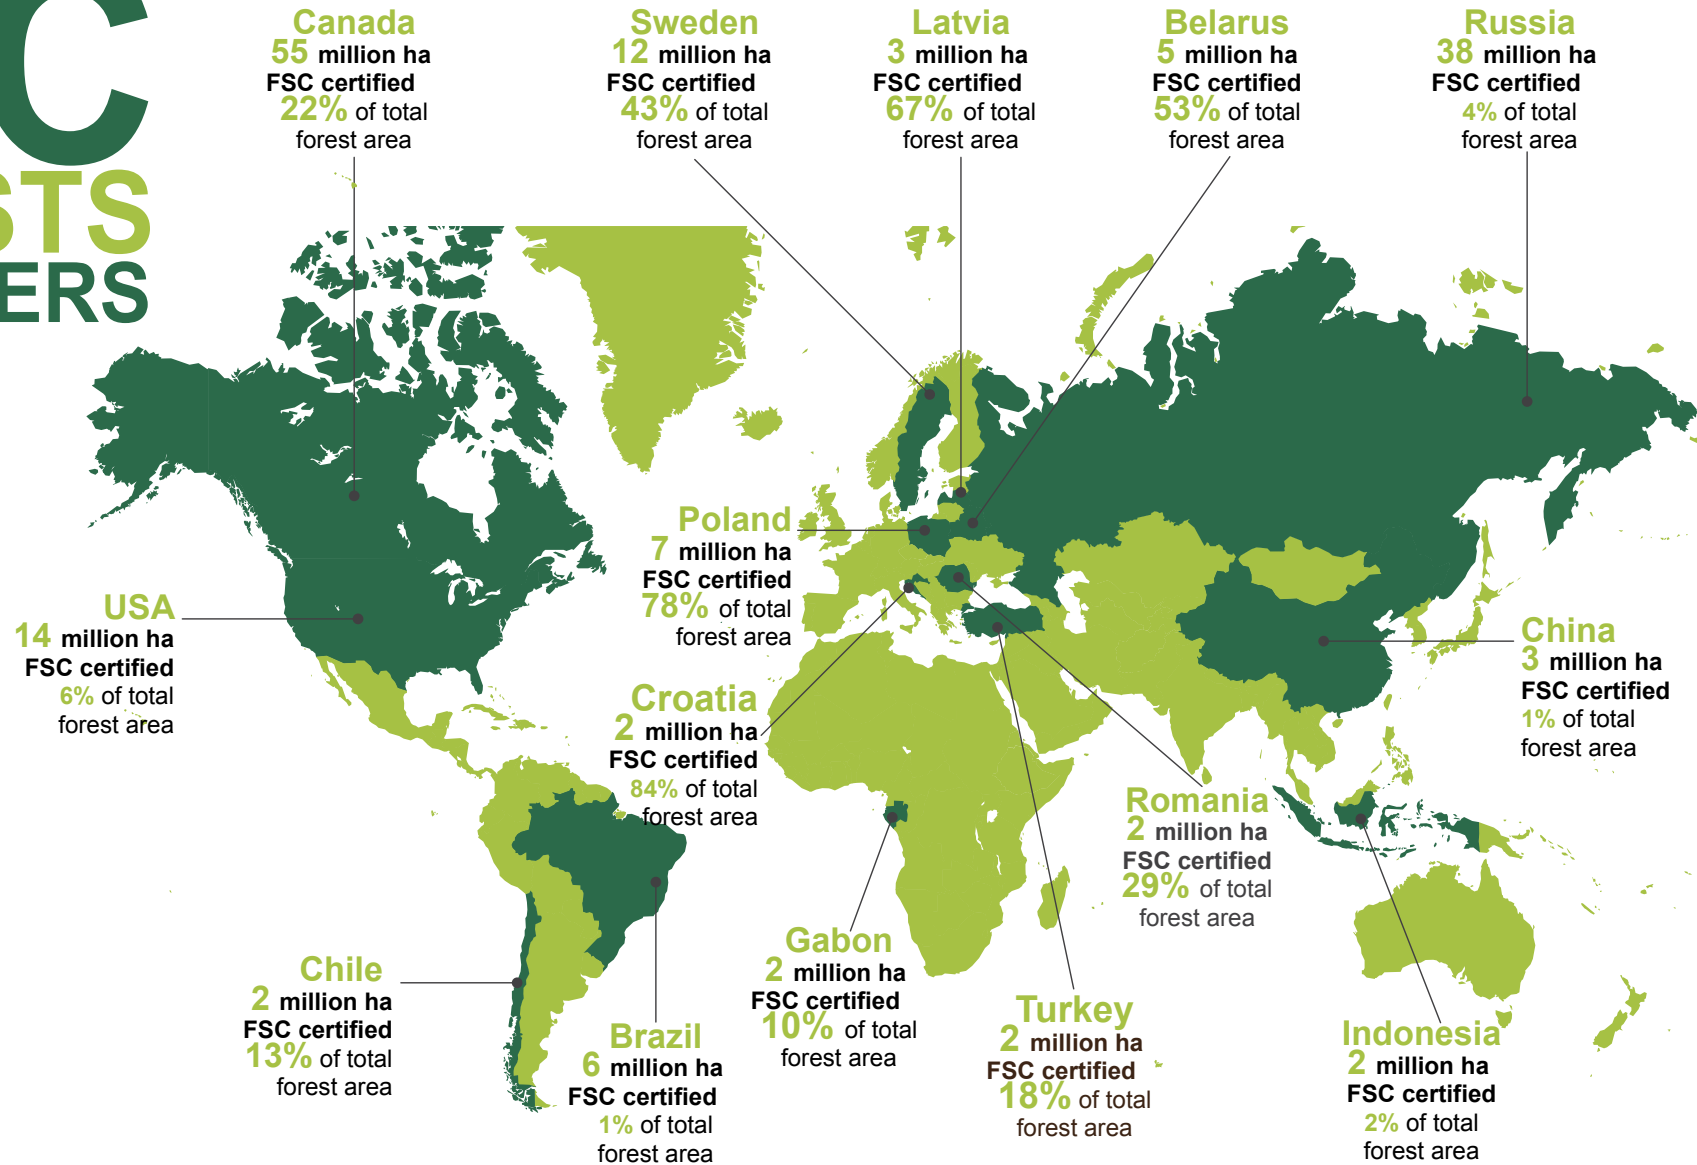 C
STS
ERS
Canada
55 million ha
FSC certified
22% of total
forest area
Sweden
12 million ha
FSC certified
43% of total
forest area
Latvia
3 million ha
FSC certified
67% of total
forest area
Belarus
5 million ha
FSC certified
53% of total
forest area
Russia
38 million ha
FSC certified
4% of total
forest area
Poland
7 million ha
FSC certified
78% of total
forest area
USA
14 million ha
FSC certified
6% of total
forest area
China
3 million ha
FSC certified
1% of total
forest area
Croatia
2 million ha
FSC certified
84% of total
forest area
Romania
2 million ha
FSC certified
29% of total
forest area
Gabon
2 million ha
FSC certified
10% of total
forest area
Chile
2 million ha
FSC certified
13% of total
forest area
Brazil
6 million ha
FSC certified
1% of total
forest area
Turkey
2 million ha
FSC certified
18% of total
forest area
Indonesia
2 million ha
FSC certified
2% of total
forest area